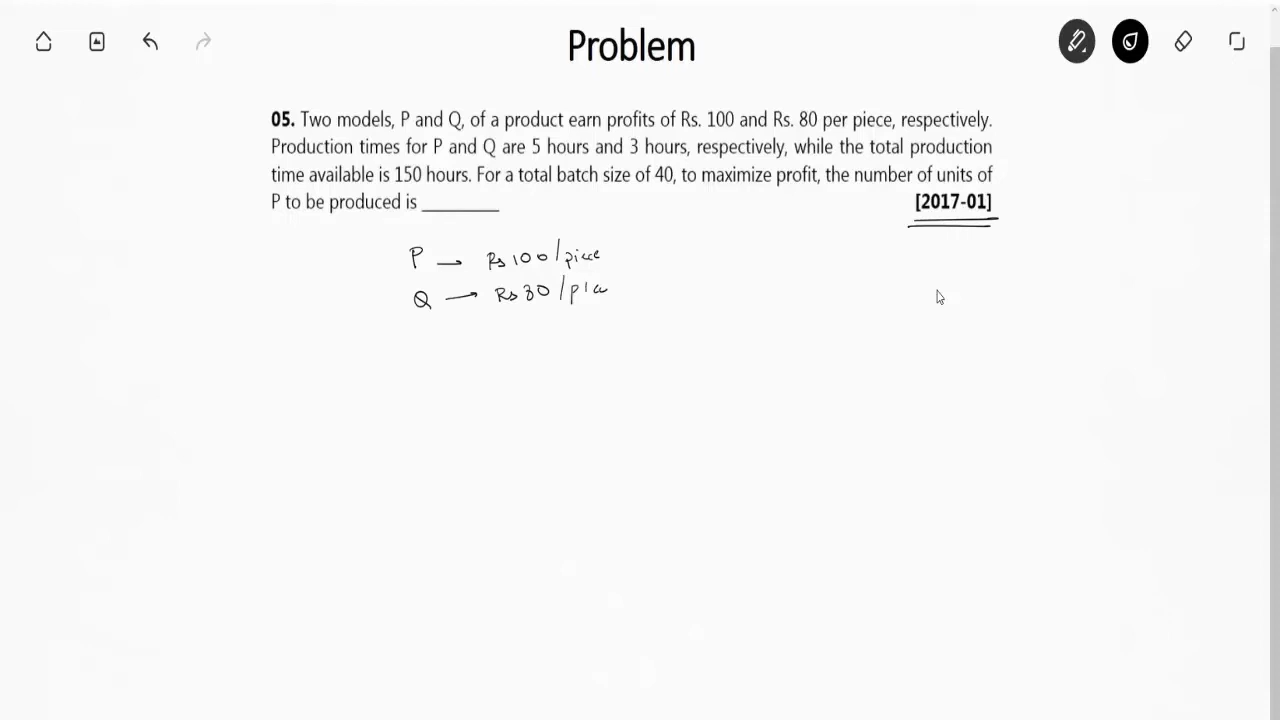 Problem
05. Two models, P and Q, of a product earn profits of Rs. 100 and Rs. 80 per piece, respectively.
Production times for P and Q are 5 hours and 3 hours, respectively, while the total production
time available is 150 hours. For a total batch size of 40, to maximize profit, the number of units of
P to be produced is ________ [2017-01]
P → Rs 100/piece
Q → Rs 80/pie